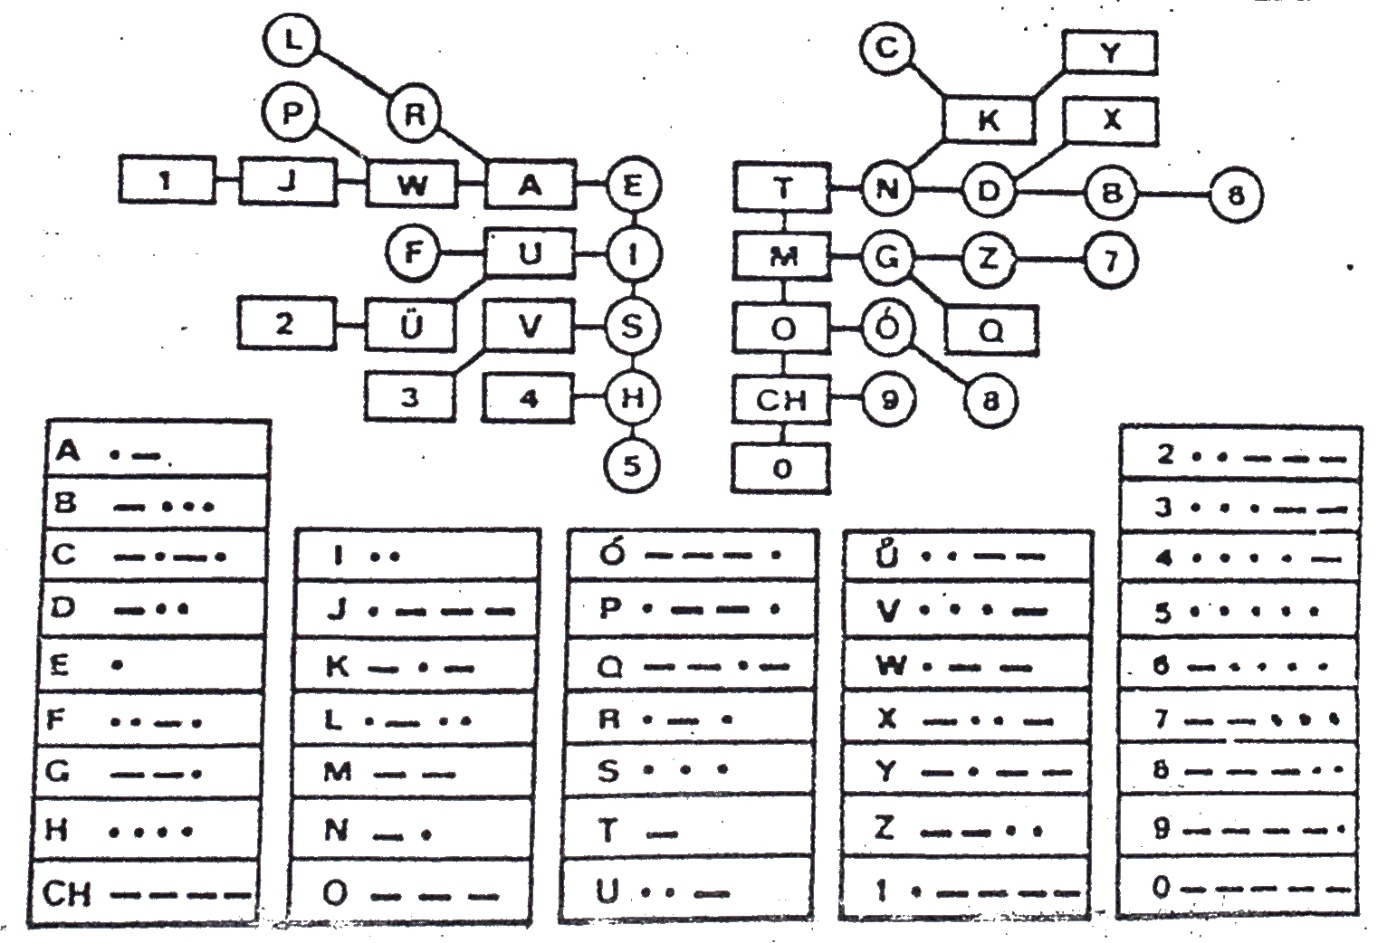 L C Y
P R K X
1 J W A E T N D B 6
F U I M G Z 7
2 Ü V S O Ó Q
3 4 H CH 9 8
5 0
A ·—
B —···
C —·—·
D —··
E ·
F ··—·
G ——·
H ····
CH ————
I ··
J ·———
K —·—
L ·—··
M ——
N —·
O ———
Ó ———·
P ·——·
Q ——·—
R ·—·
S ···
T —
U ··—
Ů ··——
V ···—
W ·——
X —··—
Y —·——
Z ——··
1 ·————
2 ··———
3 ···——
4 ····—
5 ·····
6 —····
7 ——···
8 ———··
9 ————·
0 —————